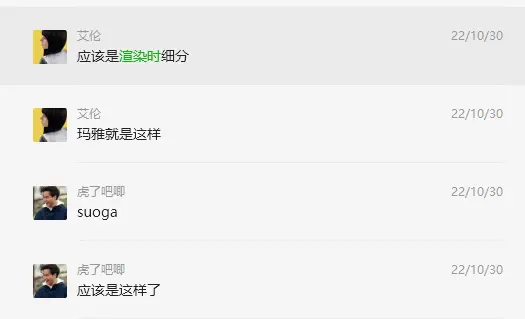 艾伦 22/10/30
应该是渲染时细分
艾伦 22/10/30
玛雅就是这样
虎了吧唧 22/10/30
suoga
虎了吧唧 22/10/30
应该是这样了